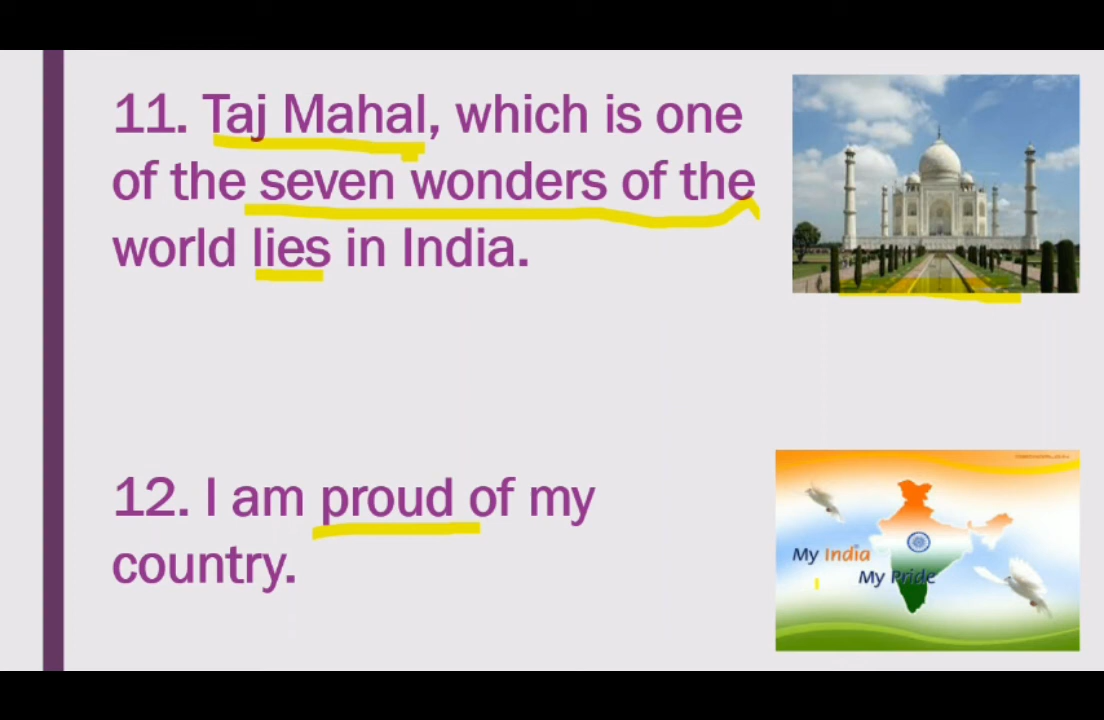 11. Taj Mahal, which is one
of the seven wonders of the
world lies in India.
12. I am proud of my
country.
My India
My Pride